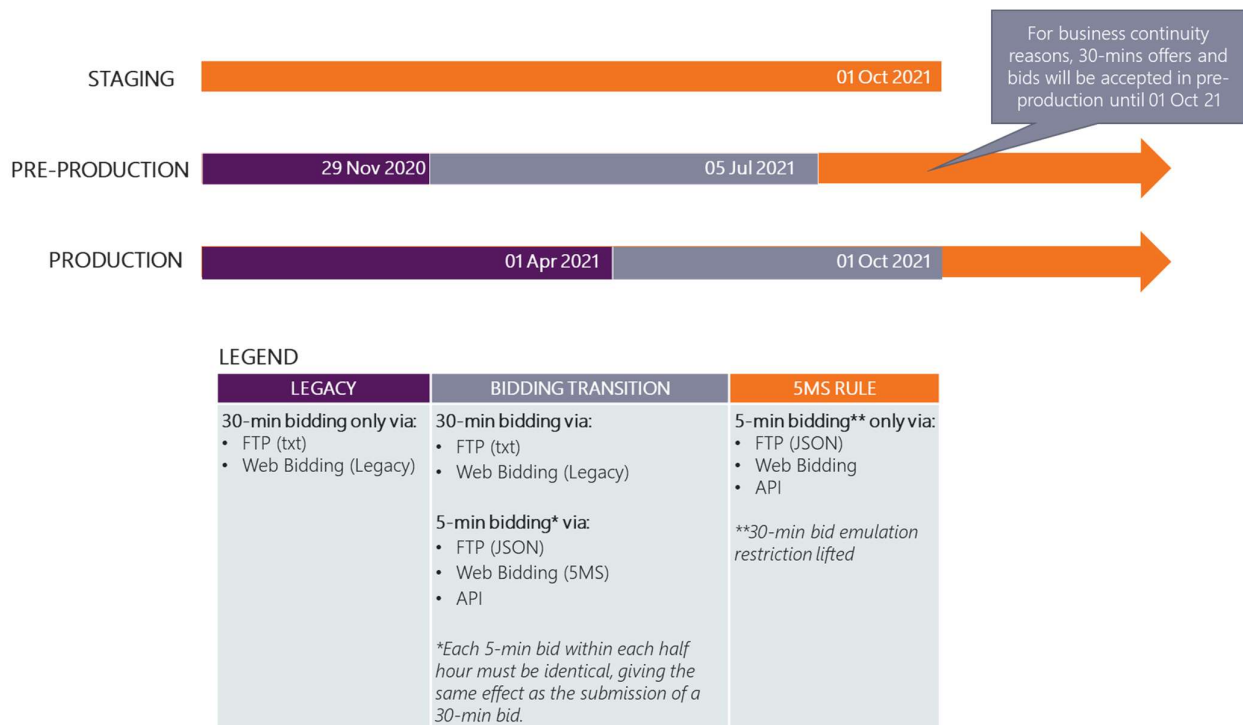 For business continuity
reasons, 30-mins offers and
bids will be accepted in pre-
production until 01 Oct 21
STAGING
01 Oct 2021
PRE-PRODUCTION
29 Nov 2020
05 Jul 2021
PRODUCTION
01 Apr 2021
01 Oct 2021
LEGEND
LEGACY
30-min bidding only via:
• FTP (txt)
• Web Bidding (Legacy)
BIDDING TRANSITION
30-min bidding via:
• FTP (txt)
• Web Bidding (Legacy)
5-min bidding* via:
• FTP (JSON)
• Web Bidding (5MS)
• API
*Each 5-min bid within each half
hour must be identical, giving the
same effect as the submission of a
30-min bid.
5MS RULE
5-min bidding** only via:
• FTP (JSON)
• Web Bidding
• API
**30-min bid emulation
restriction lifted